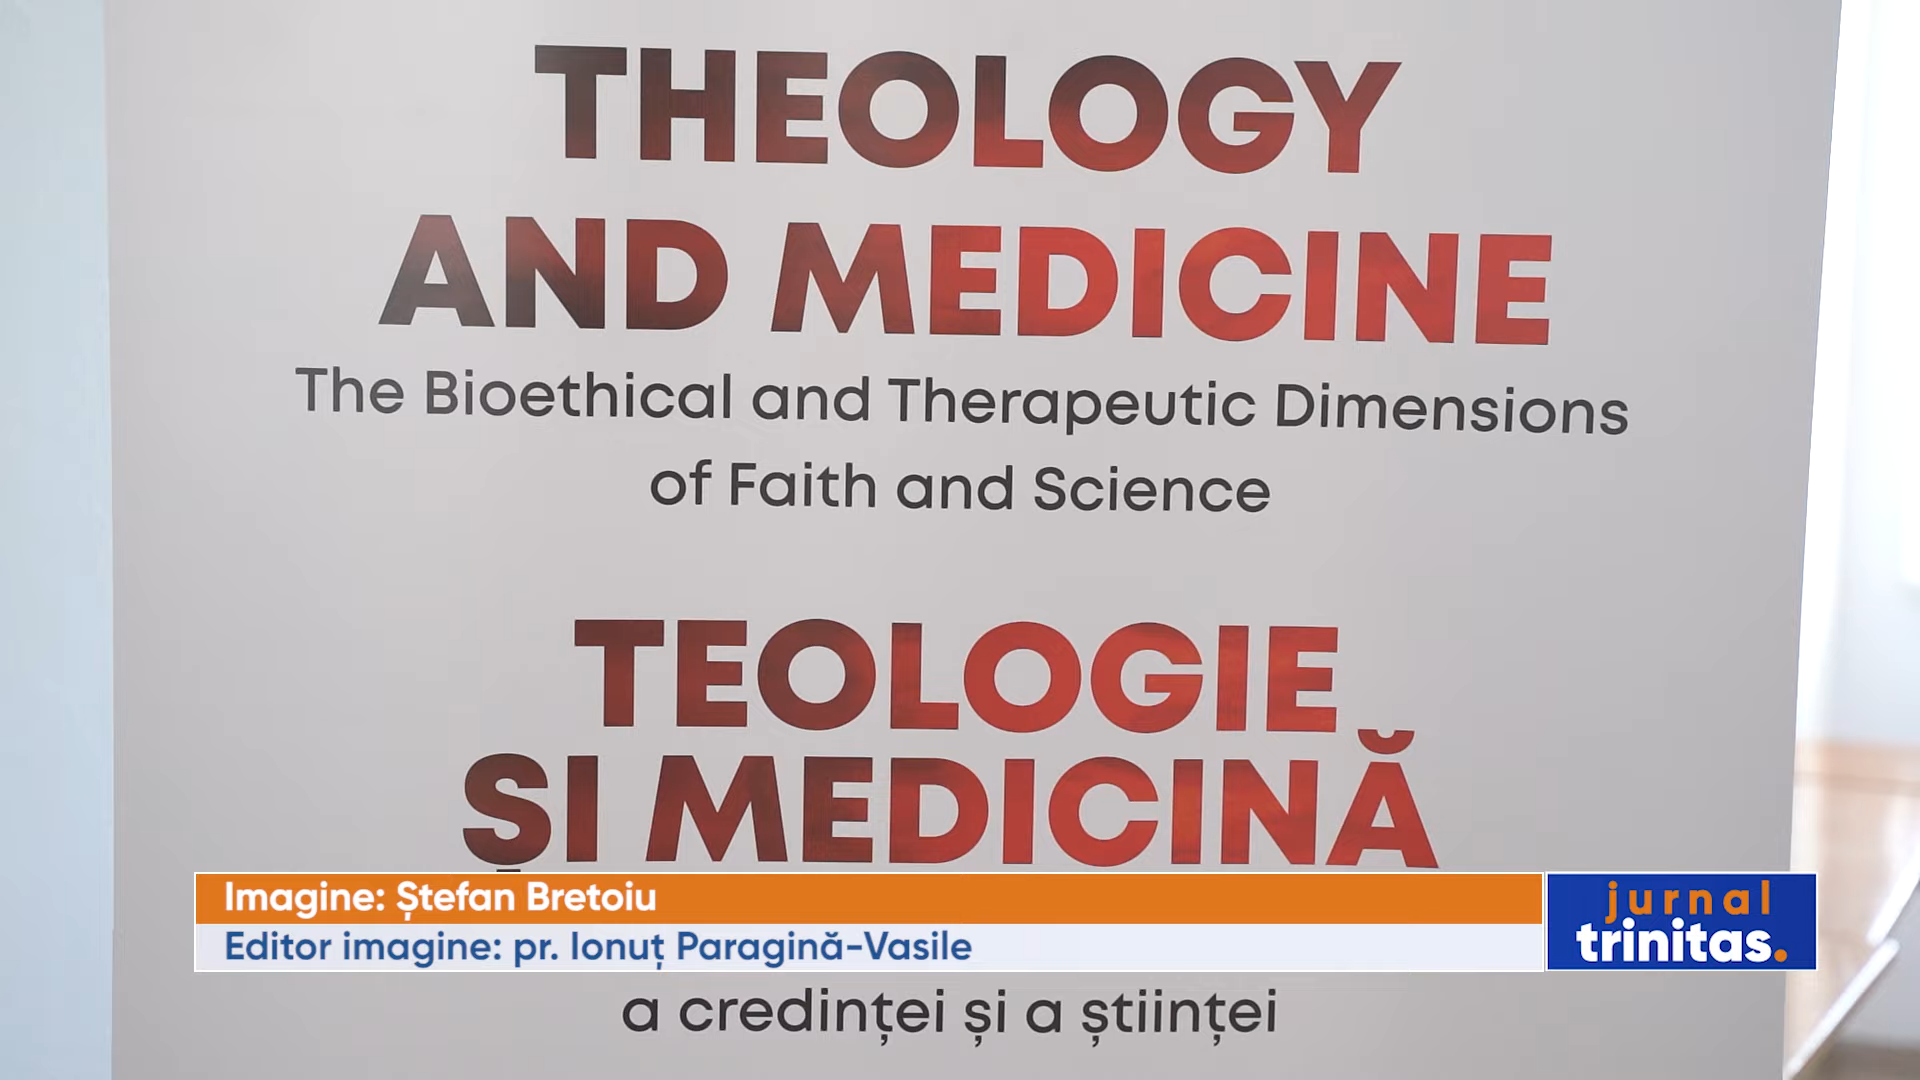 THEOLOGY
AND MEDICINE
The Bioethical and Therapeutic Dimensions
of Faith and Science
TEOLOGIE
ȘI MEDICINĂ
Imagine: Ștefan Bretoiu
Editor imagine: pr. Ionuț Paragină-Vasile
jurnal
trinitas.
a credinței și a științei